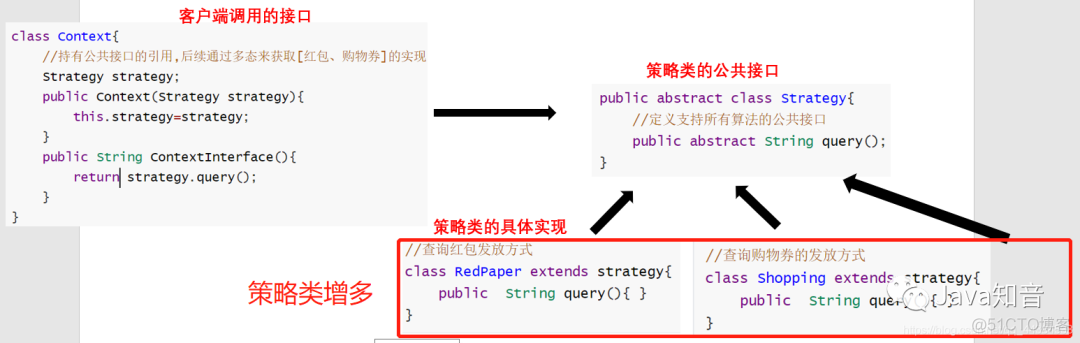 客户端调用的接口
class Context{
//持有公共接口的引用,后续通过多态来获取[红包、购物券]的实现
Strategy strategy;
public Context(Strategy strategy){
this.strategy=strategy;
}
public String ContextInterface(){
return strategy.query();
}
}
策略类的公共接口
public abstract class Strategy{
//定义支持所有算法的公共接口
public abstract String query();
}
策略类的具体实现
策略类增多
//查询红包发放方式
class RedPaper extends strategy{
public String query(){ }
}
//查询购物券的发放方式
class Shopping extends strategy{
public String query(){ }
}
Java知音
@51CTO博客